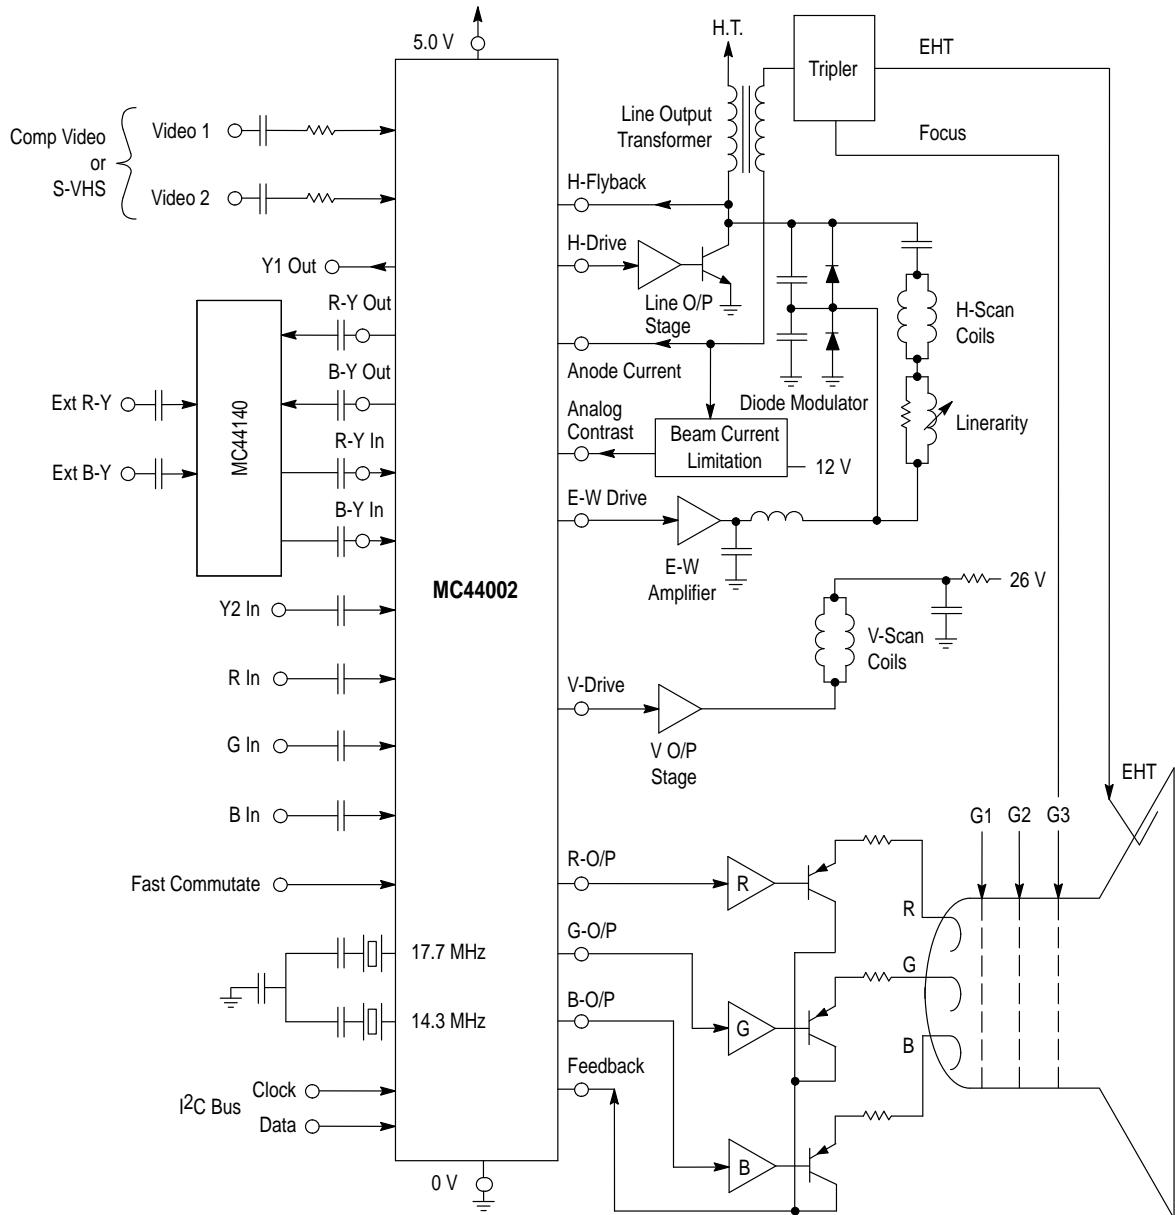 5.0 V
H.T.
EHT
Tripler
Line Output
Transformer
Focus
Comp Video
or
S-VHS
Video 1
Video 2
H-Flyback
H-Drive
Y1 Out
R-Y Out
Line O/P
Stage
H-Scan
Coils
B-Y Out
Anode Current
Ext R-Y
MC44140
Analog
Contrast
Diode Modulator
Linerarity
Beam Current
Limitation
R-Y In
Ext B-Y
12 V
E-W Drive
B-Y In
E-W
Amplifier
MC44002
26 V
Y2 In
V-Scan
Coils
R In
V-Drive
G In
V O/P
Stage
EHT
B In
G1
G2
G3
R-O/P
Fast Commutate
R
R
G-O/P
17.7 MHz
G
B-O/P
14.3 MHz
G
B
Feedback
I2C Bus
Clock
Data
B
0 V